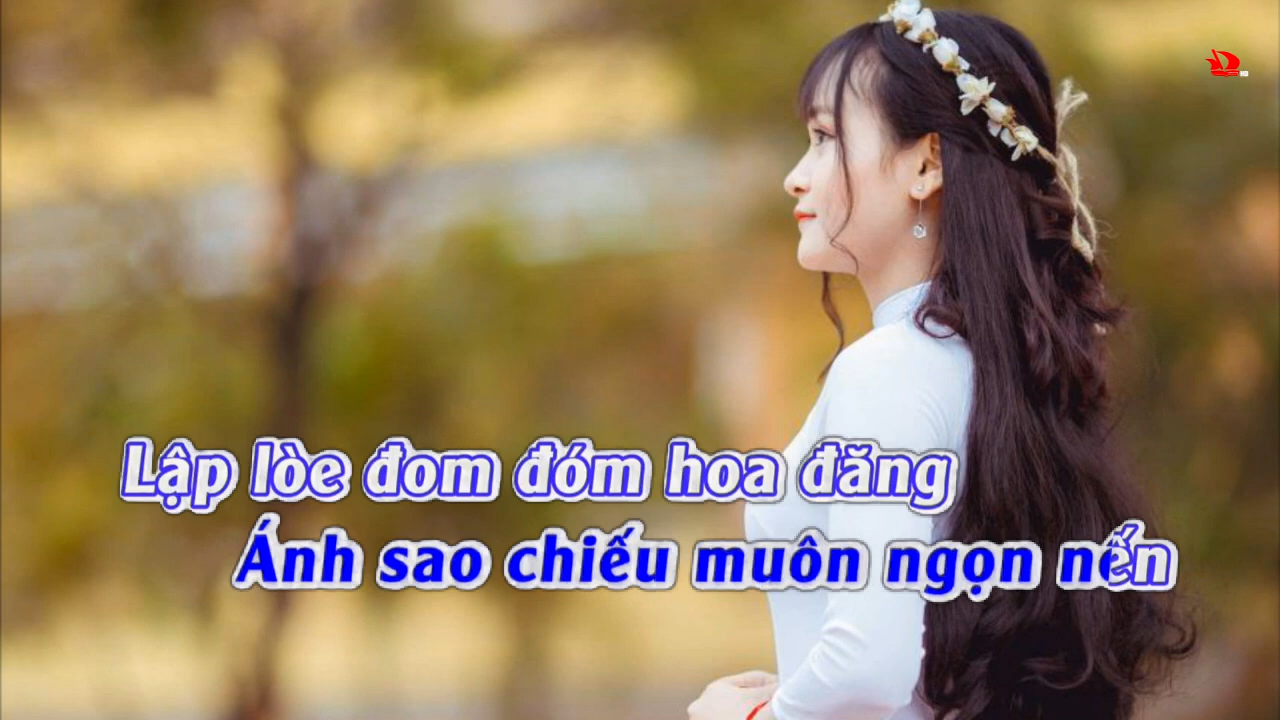 Lập lòe đom đóm hoa đăng
Ánh sao chiếu muôn ngọn nến